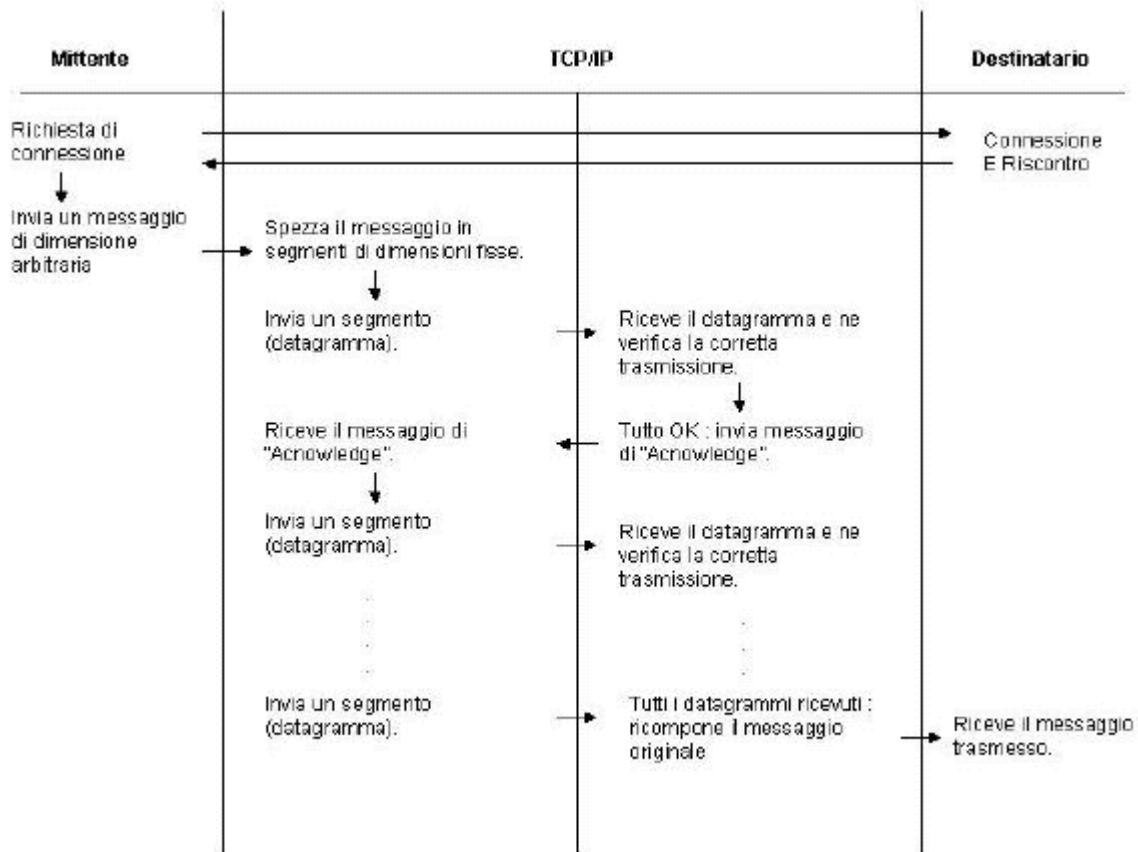 Mittente
TCP/IP
Destinatario
Richiesta di
connessione
Connessione
E Riscontro
Invia un messaggio
di dimensione
arbitraria
Spezza il messaggio in
segmenti di dimensioni fisse.
Invia un segmento
(datagramma).
Riceve il datagramma e ne
verifica la corretta
trasmissione.
Riceve il messaggio di
"Acnowledge".
Tutto OK : invia messaggio
di "Acnowledge".
Invia un segmento
(datagramma).
Riceve il datagramma e ne
verifica la corretta
trasmissione.
Invia un segmento
(datagramma).
Tutti i datagrammi ricevuti :
ricompone il messaggio
originale
Riceve il messaggio
trasmesso.